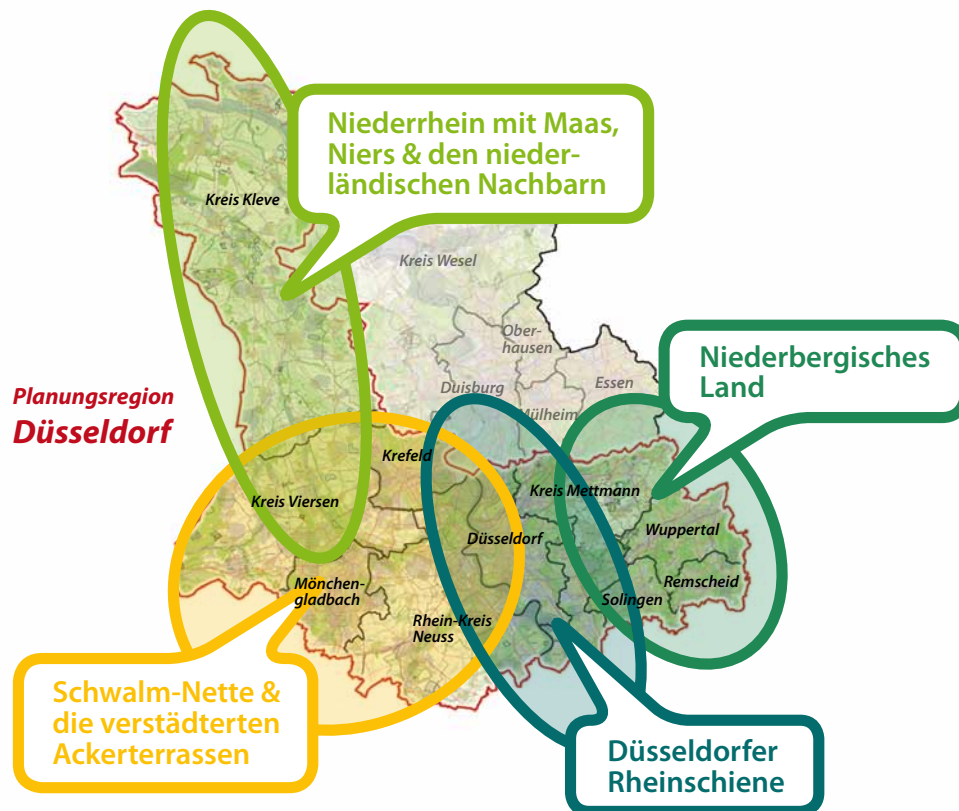 Niederrhein mit Maas,
Niers & den nieder-
ländischen Nachbarn
Kreis Kleve
Kreis Wesel
Ober-
hausen
Duisburg
Essen
Mülheim
Niederbergisches
Land
Planungsregion
Düsseldorf
Krefeld
Kreis Viersen
Kreis Mettmann
Düsseldorf
Wuppertal
Mönchen-
gladbach
Remscheid
Solingen
Rhein-Kreis
Neuss
Schwalm-Nette &
die verstädterten
Ackerterrassen
Düsseldorfer
Rheinschiene